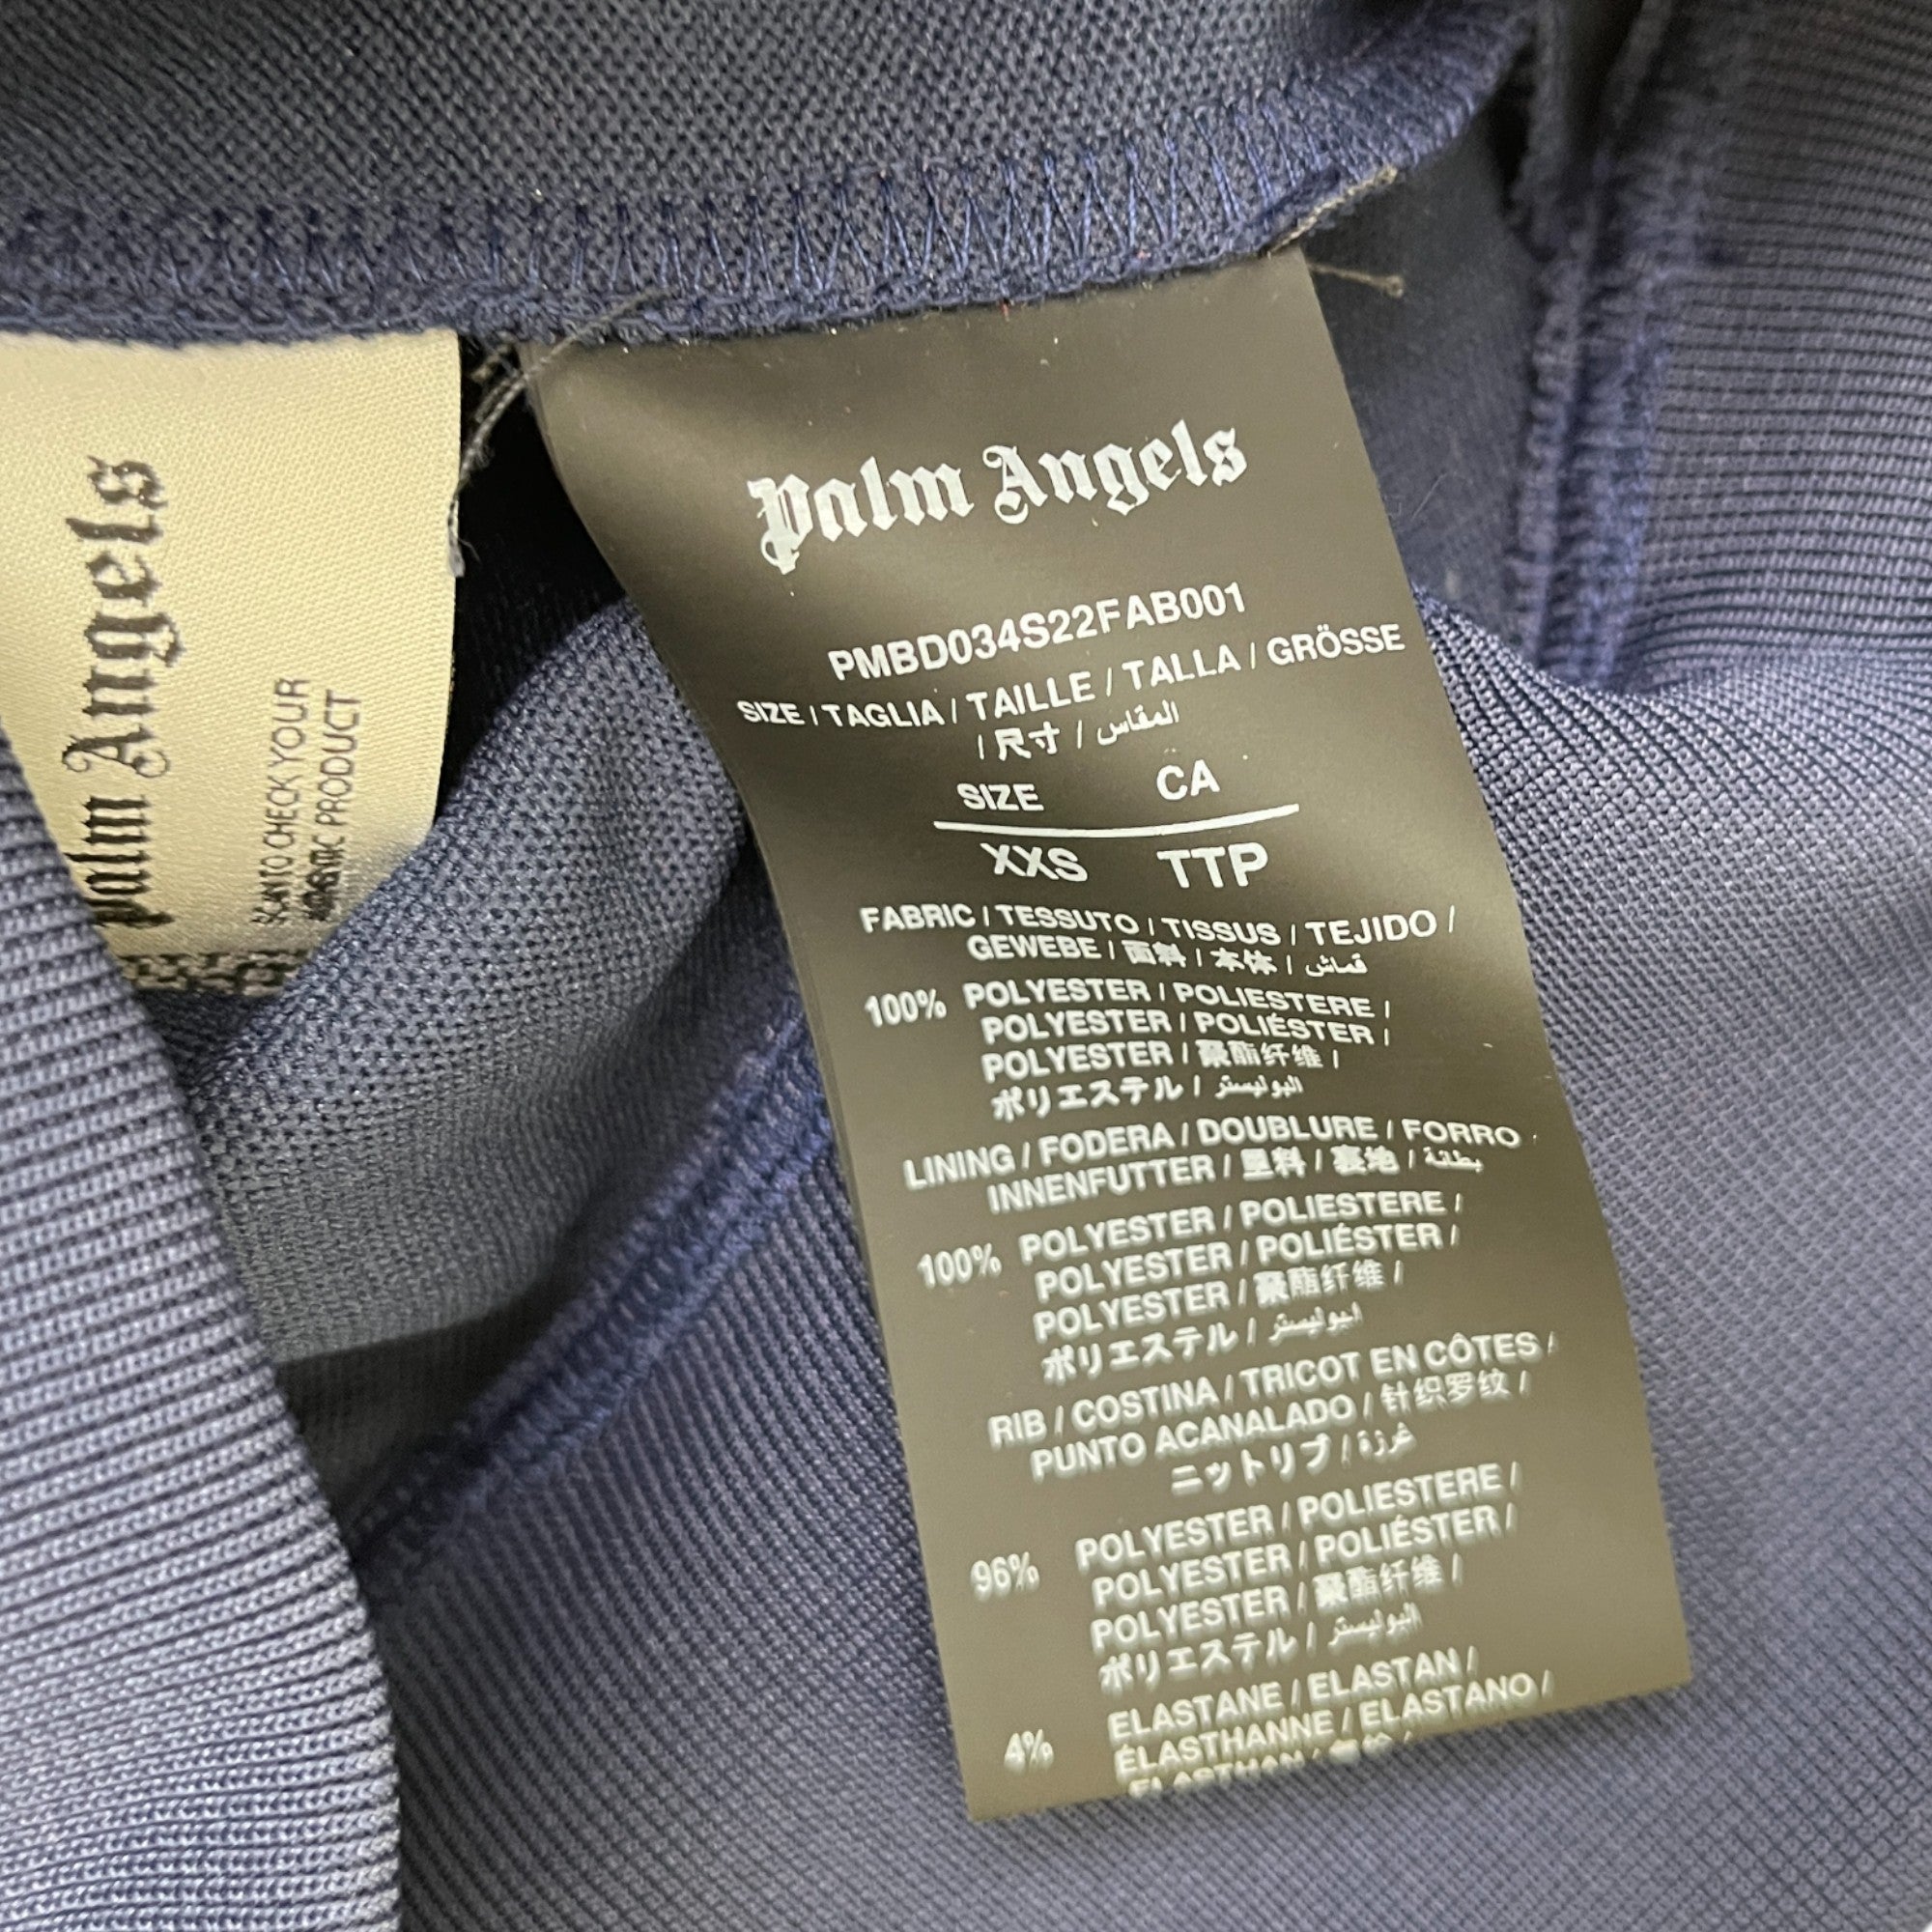 Palm Angels
SCAN TO CHECK YOUR
PRODUCT
Palm Angels
PMBD034S22FAB001
SIZE / TAGLIA / TAILLE / TALLA / GRÖSSE
/ 尺寸 / المقاس
SIZE CA
XXS TTP
FABRIC / TESSUTO / TISSUS / TEJIDO /
GEWEBE / 面料 / 本体 / قماش
100% POLYESTER / POLIESTERE /
POLYESTER / POLIÉSTER /
POLYESTER / 聚酯纤维 /
ポリエステル / البوليستر
LINING / FODERA / DOUBLURE / FORRO
INNENFUTTER / 里料 / 裏地 / بطانة
100% POLYESTER / POLIESTERE /
POLYESTER / POLIÉSTER /
POLYESTER / 聚酯纤维 /
ポリエステル / البوليستر
RIB / COSTINA / TRICOT EN CÔTES /
PUNTO ACANALADO / 针织罗纹 /
ニットリブ / غرزة
96% POLYESTER / POLIESTERE /
POLYESTER / POLIÉSTER /
POLYESTER / 聚酯纤维 /
ポリエステル / البوليستر
4% ELASTANE / ELASTAN /
ÉLASTHANNE / ELASTANO /
ELASTHAN /